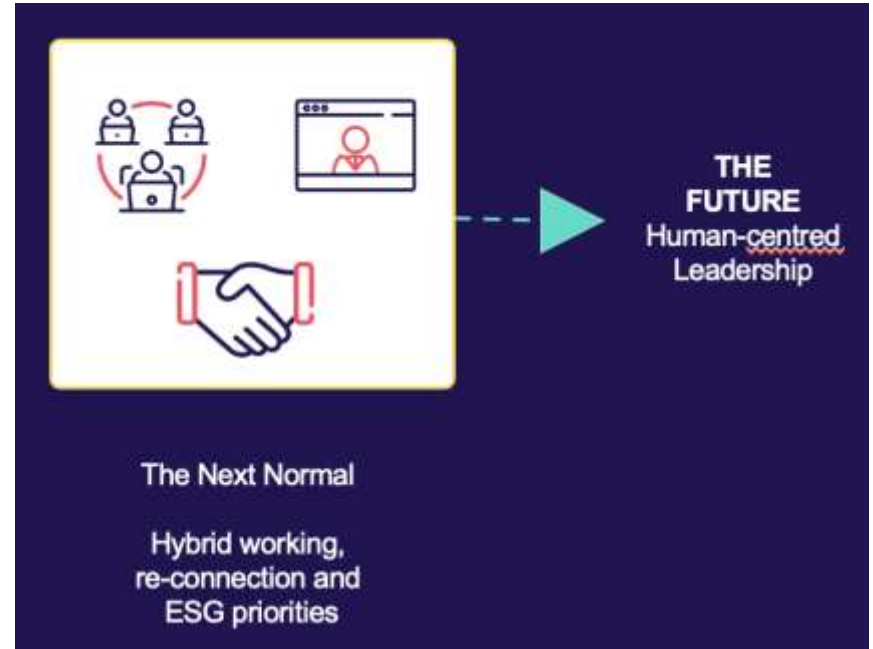 THE
FUTURE
Human-centred
Leadership
The Next Normal
Hybrid working,
re-connection and
ESG priorities